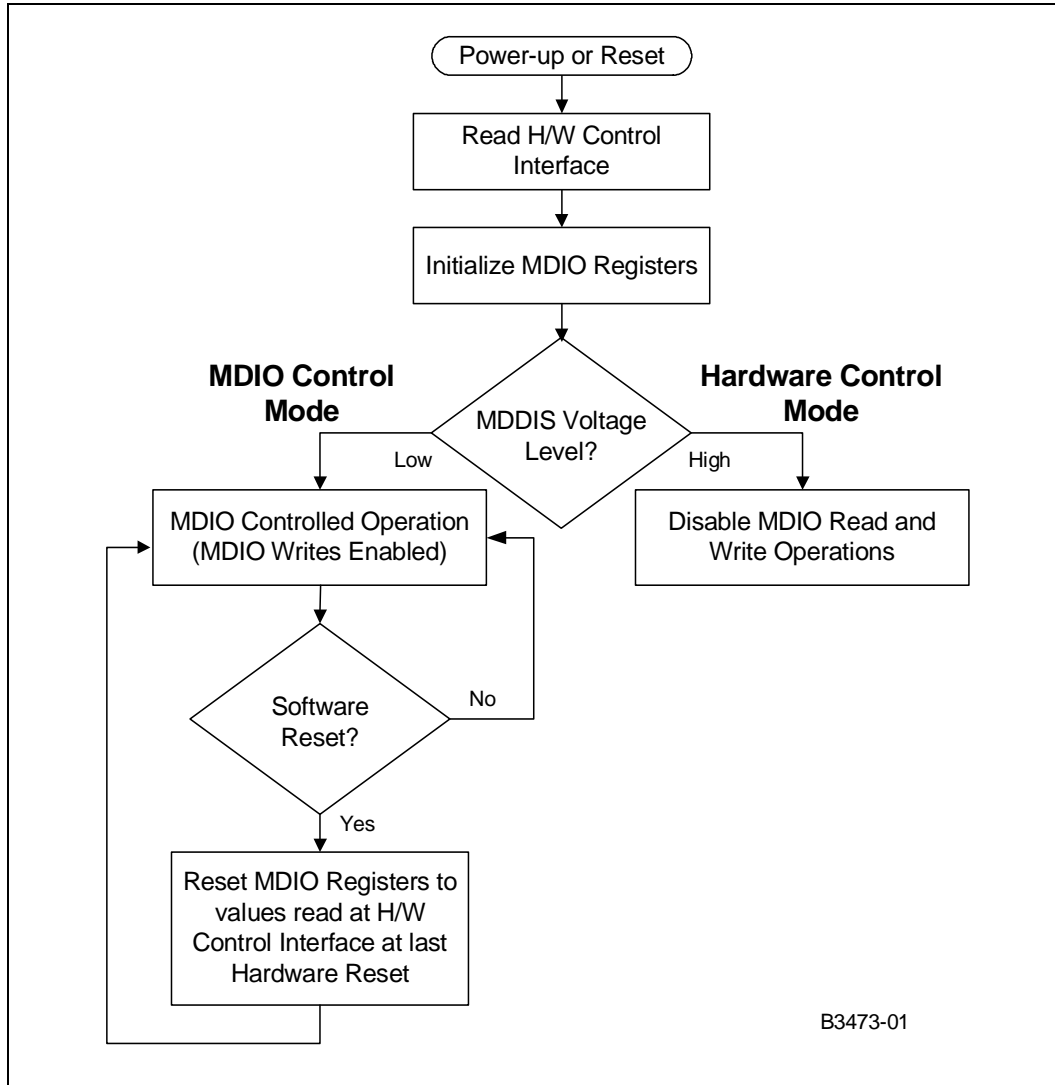 Power-up or Reset
Read H/W Control
Interface
Initialize MDIO Registers
MDIO Control
Mode
Hardware Control
Mode
MDDIS Voltage
Level?
Low
High
MDIO Controlled Operation
(MDIO Writes Enabled)
Disable MDIO Read and
Write Operations
Software
Reset?
No
Yes
Reset MDIO Registers to
values read at H/W
Control Interface at last
Hardware Reset
B3473-01